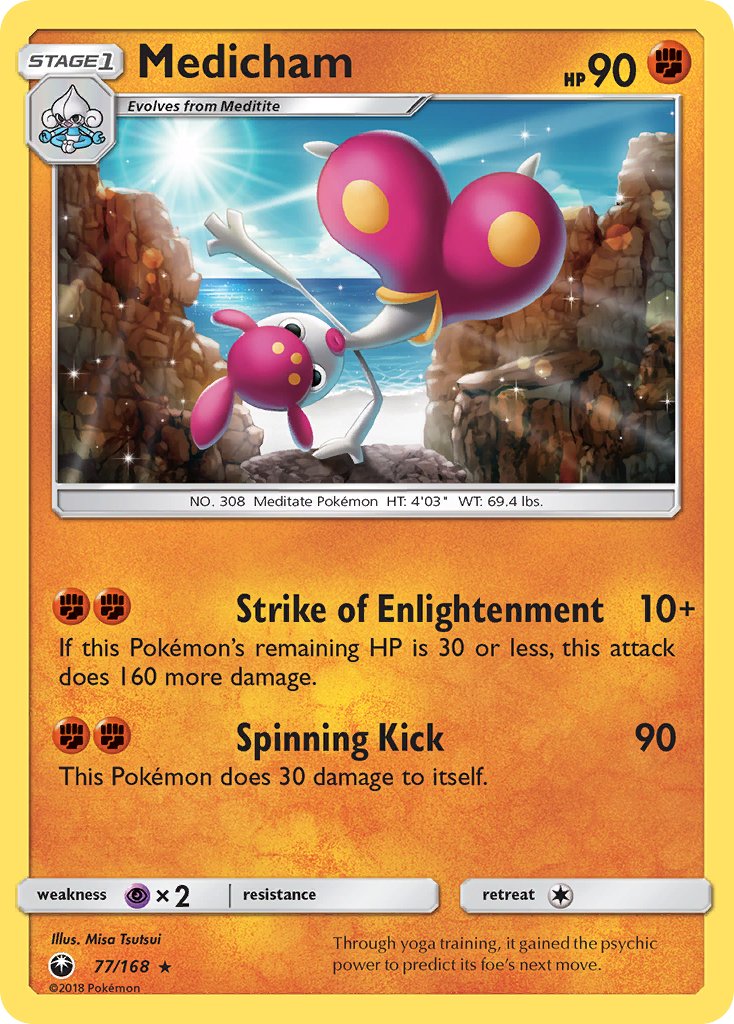 STAGE1
Medicham
HP 90
Evolves from Meditite
NO. 308 Meditate Pokémon HT: 4'03" WT: 69.4 lbs.
Strike of Enlightenment 10+
If this Pokémon's remaining HP is 30 or less, this attack
does 160 more damage.
Spinning Kick 90
This Pokémon does 30 damage to itself.
weakness ×2 resistance retreat
Illus. Misa Tsutsui
77/168 ★
©2018 Pokémon
Through yoga training, it gained the psychic
power to predict its foe's next move.